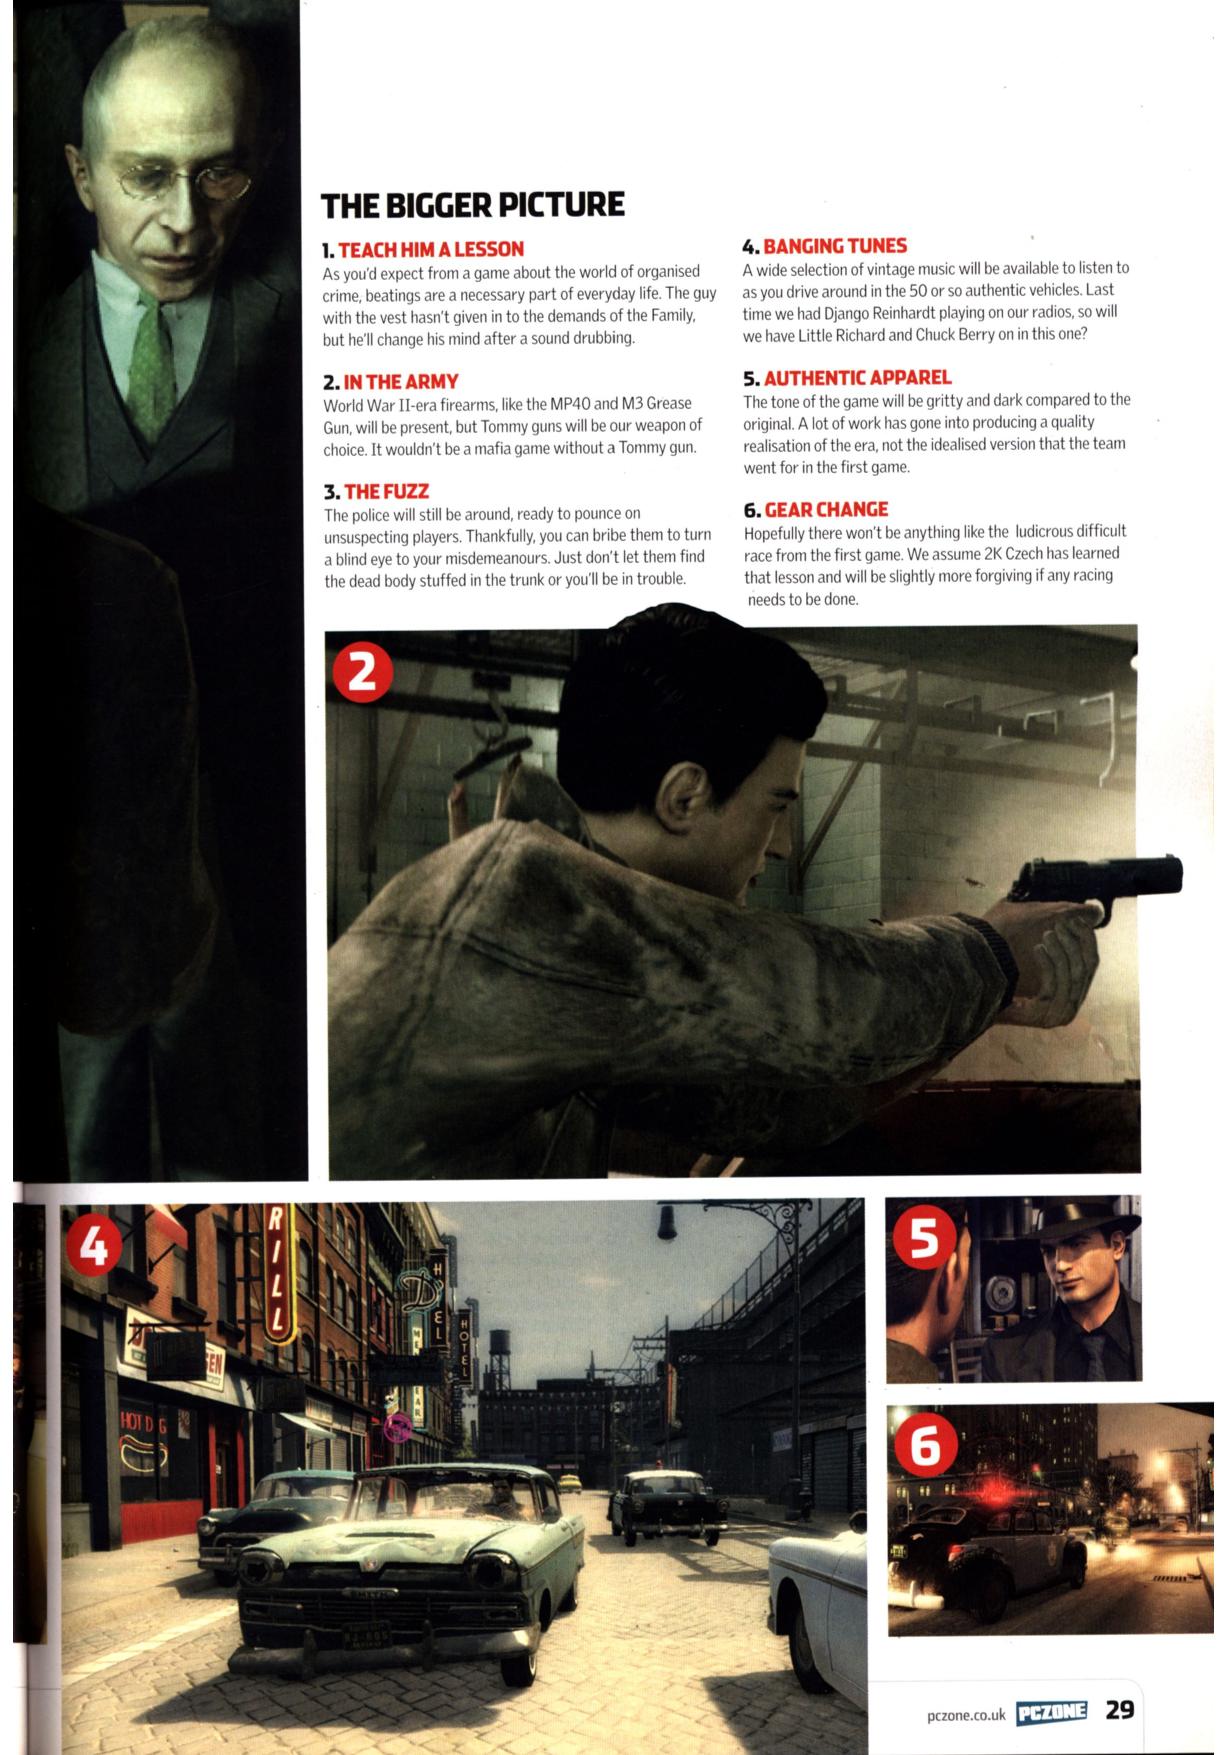 THE BIGGER PICTURE
1. TEACH HIM A LESSON
As you'd expect from a game about the world of organised
crime, beatings are a necessary part of everyday life. The guy
with the vest hasn't given in to the demands of the Family,
but he'll change his mind after a sound drubbing.
2. IN THE ARMY
World War II-era firearms, like the MP40 and M3 Grease
Gun, will be present, but Tommy guns will be our weapon of
choice. It wouldn't be a mafia game without a Tommy gun.
3. THE FUZZ
The police will still be around, ready to pounce on
unsuspecting players. Thankfully, you can bribe them to turn
a blind eye to your misdemeanours. Just don't let them find
the dead body stuffed in the trunk or you'll be in trouble.
4. BANGING TUNES
A wide selection of vintage music will be available to listen to
as you drive around in the 50 or so authentic vehicles. Last
time we had Django Reinhardt playing on our radios, so will
we have Little Richard and Chuck Berry on in this one?
5. AUTHENTIC APPAREL
The tone of the game will be gritty and dark compared to the
original. A lot of work has gone into producing a quality
realisation of the era, not the idealised version that the team
went for in the first game.
6. GEAR CHANGE
Hopefully there won't be anything like the ludicrous difficult
race from the first game. We assume 2K Czech has learned
that lesson and will be slightly more forgiving if any racing
needs to be done.
2
4
RILL
HOTEL
HOT D G
SMITH
5
6
pczone.co.uk PCZONE 29